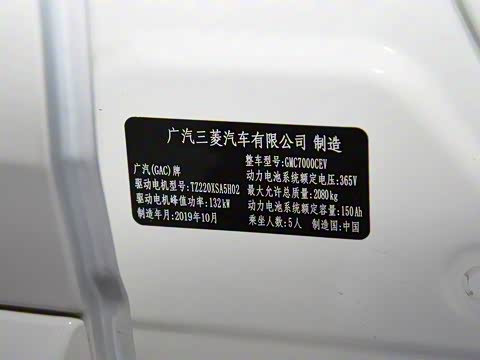 广汽三菱汽车有限公司 制造
广汽(GAC)牌 整车型号:GMC7000CEV
驱动电机型号:TZ220XSA5H02 动力电池系统额定电压:365V
驱动电机峰值功率:132kW 最大允许总质量:2080kg
制造年月:2019年10月 动力电池系统额定容量:150Ah
乘坐人数:5人 制造国:中国